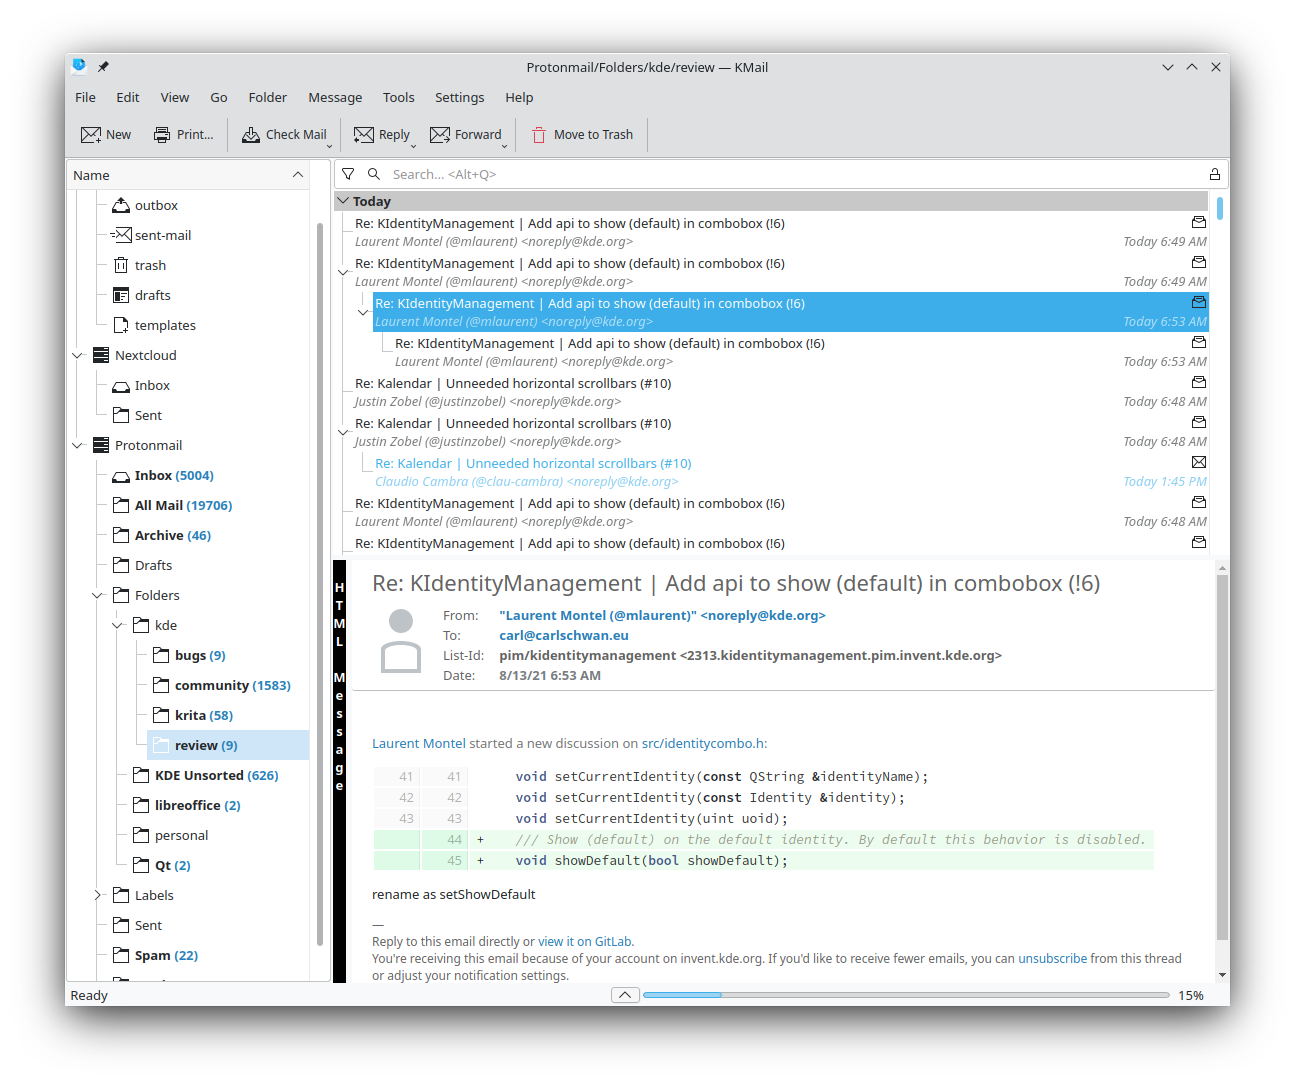 Protonmail/Folders/kde/review — KMail
File Edit View Go Folder Message Tools Settings Help
New Print... Check Mail Reply Forward Move to Trash
Name
outbox
sent-mail
trash
drafts
templates
Nextcloud
Inbox
Sent
Protonmail
Inbox (5004)
All Mail (19706)
Archive (46)
Drafts
Folders
kde
bugs (9)
community (1583)
krita (58)
review (9)
KDE Unsorted (626)
libreoffice (2)
personal
Qt (2)
Labels
Sent
Spam (22)
Search... <Alt+Q>
Today
Re: KIdentityManagement | Add api to show (default) in combobox (!6)
Laurent Montel (@mlaurent) <noreply@kde.org> Today 6:49 AM
Re: KIdentityManagement | Add api to show (default) in combobox (!6)
Laurent Montel (@mlaurent) <noreply@kde.org> Today 6:49 AM
Re: KIdentityManagement | Add api to show (default) in combobox (!6)
Laurent Montel (@mlaurent) <noreply@kde.org> Today 6:53 AM
Re: KIdentityManagement | Add api to show (default) in combobox (!6)
Laurent Montel (@mlaurent) <noreply@kde.org> Today 6:53 AM
Re: Kalendar | Unneeded horizontal scrollbars (#10)
Justin Zobel (@justinzobel) <noreply@kde.org> Today 6:48 AM
Re: Kalendar | Unneeded horizontal scrollbars (#10)
Justin Zobel (@justinzobel) <noreply@kde.org> Today 6:48 AM
Re: Kalendar | Unneeded horizontal scrollbars (#10)
Claudio Cambra (@clau-cambra) <noreply@kde.org> Today 1:45 PM
Re: KIdentityManagement | Add api to show (default) in combobox (!6)
Laurent Montel (@mlaurent) <noreply@kde.org> Today 6:48 AM
Re: KIdentityManagement | Add api to show (default) in combobox (!6)
HTML Message
Re: KIdentityManagement | Add api to show (default) in combobox (!6)
From: "Laurent Montel (@mlaurent)" <noreply@kde.org>
To: carl@carlschwan.eu
List-Id: pim/kidentitymanagement <2313.kidentitymanagement.pim.invent.kde.org>
Date: 8/13/21 6:53 AM
Laurent Montel started a new discussion on src/identitycombo.h:
41 41 void setCurrentIdentity(const QString &identityName);
42 42 void setCurrentIdentity(const Identity &identity);
43 43 void setCurrentIdentity(uint uoid);
44 + /// Show (default) on the default identity. By default this behavior is disabled.
45 + void showDefault(bool showDefault);
rename as setShowDefault
—
Reply to this email directly or view it on GitLab.
You're receiving this email because of your account on invent.kde.org. If you'd like to receive fewer emails, you can unsubscribe from this thread
or adjust your notification settings.
Ready 15%